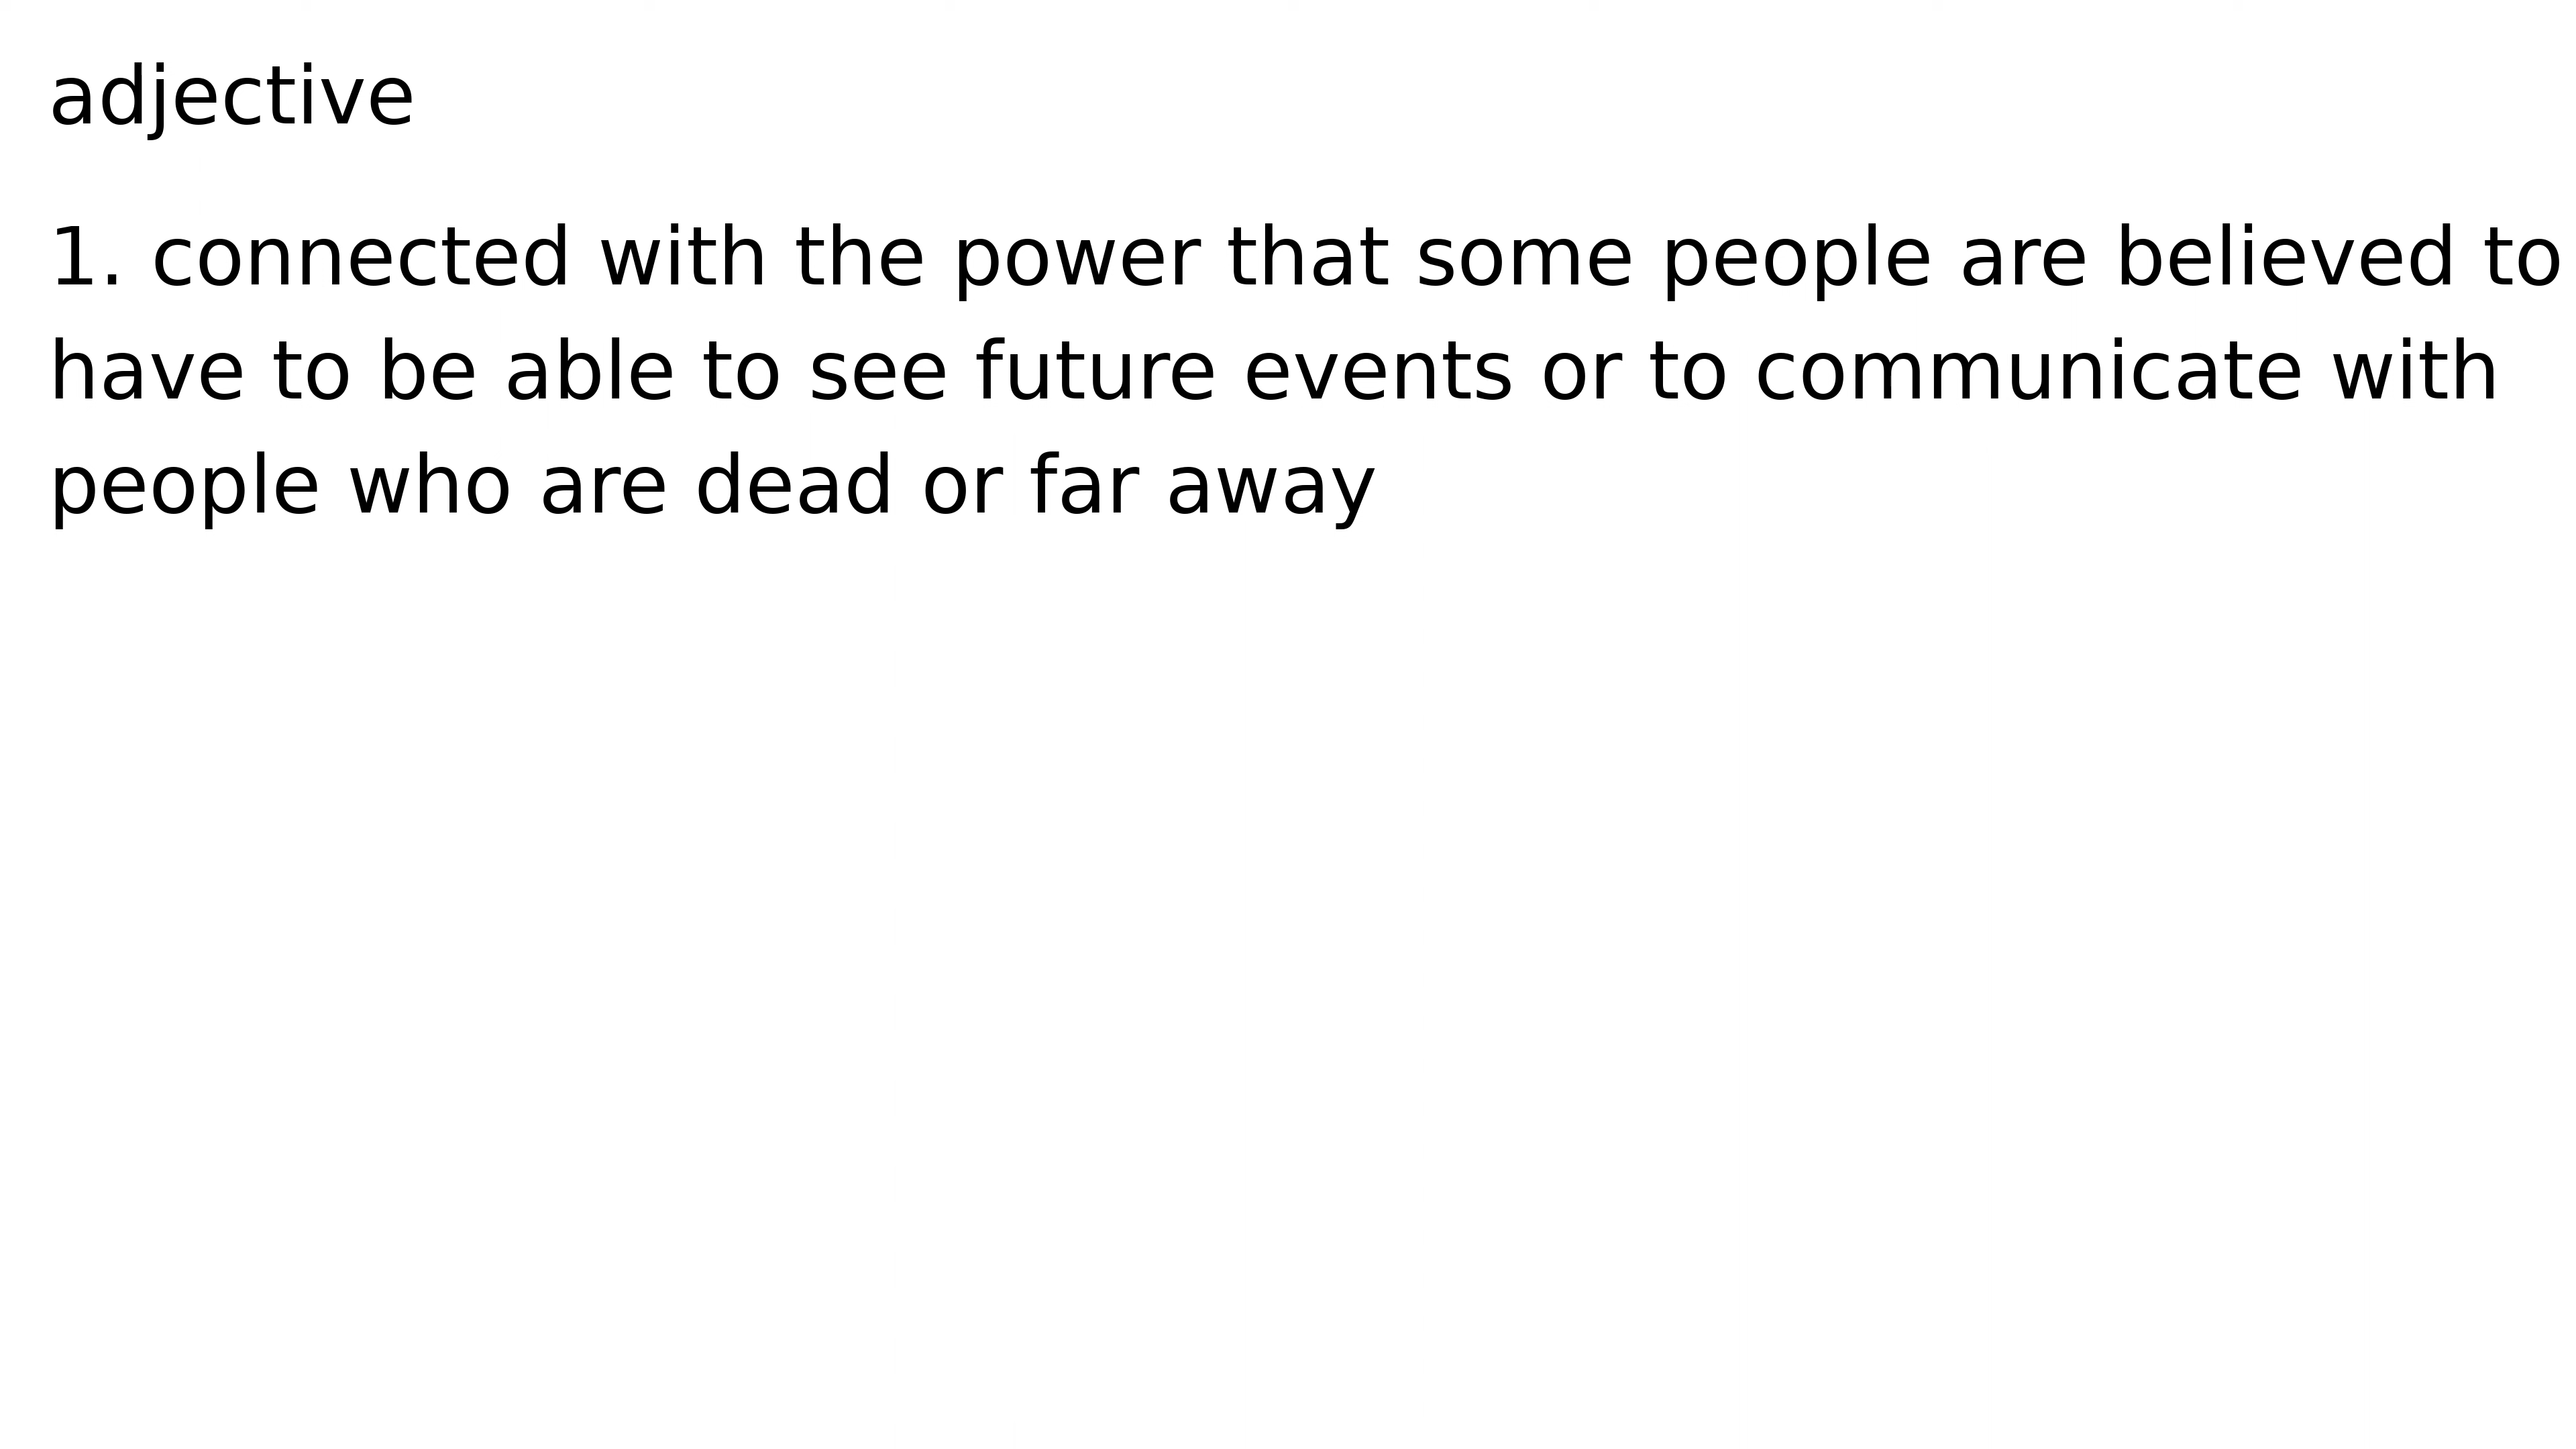 adjective
1. connected with the power that some people are believed to
have to be able to see future events or to communicate with
people who are dead or far away